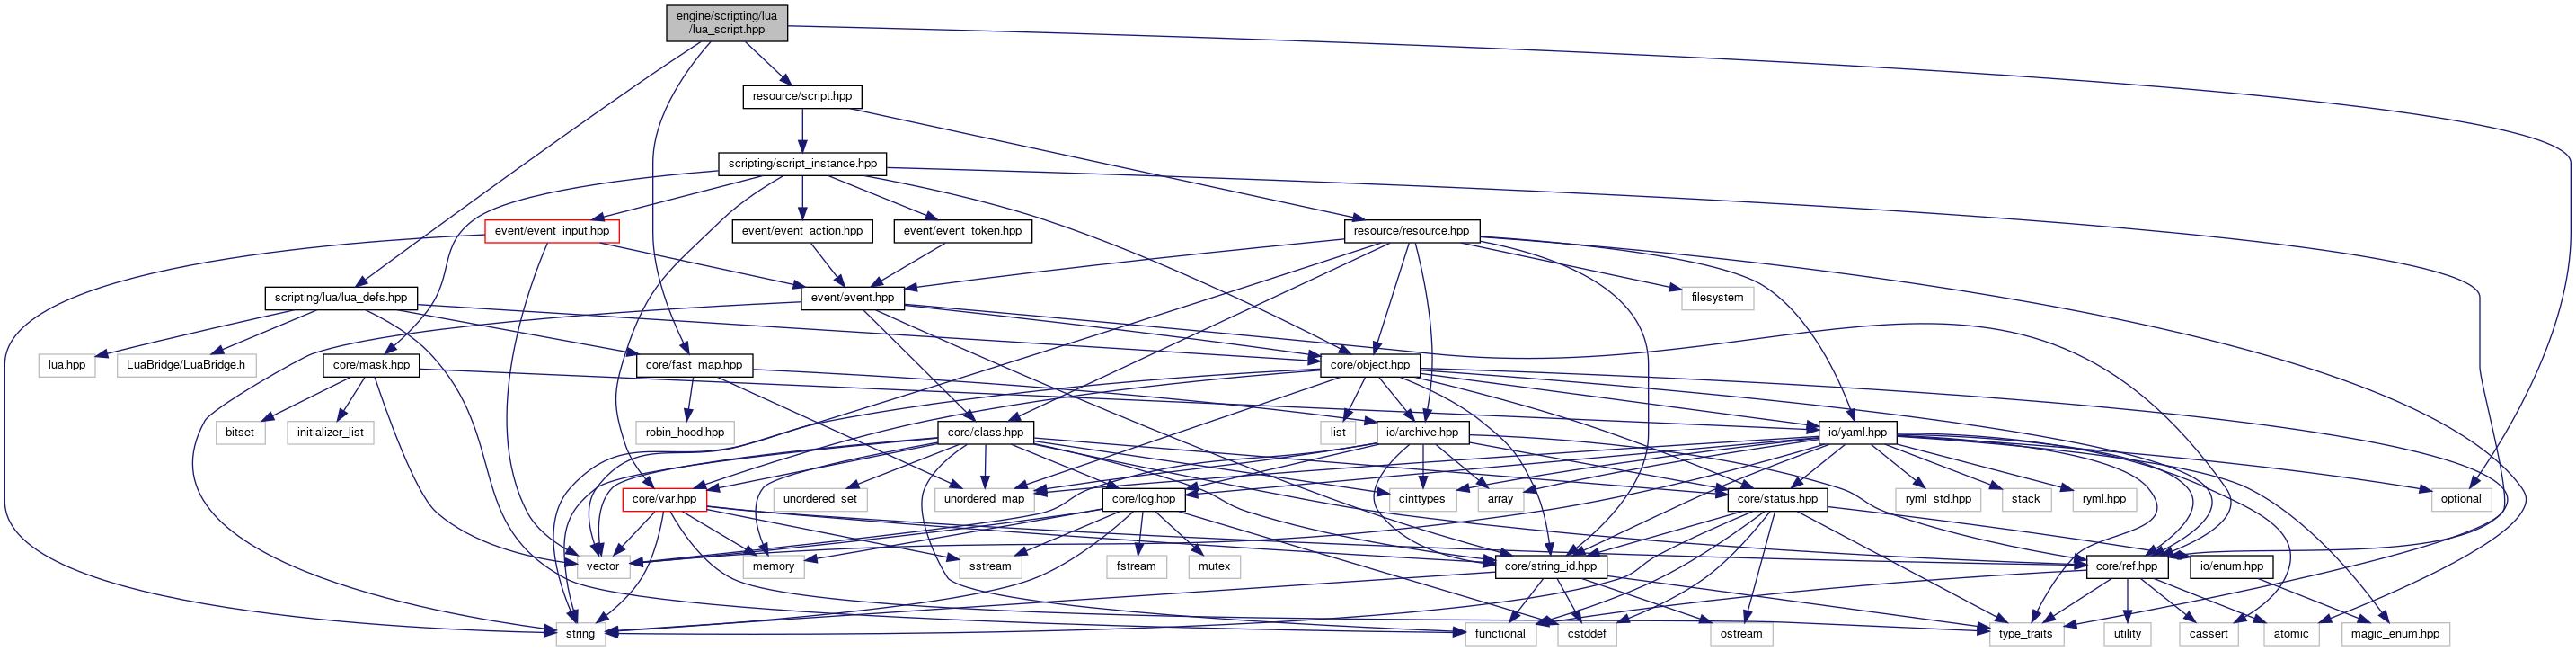 engine/scripting/lua
/lua_script.hpp
resource/script.hpp
scripting/script_instance.hpp
event/event_input.hpp
event/event_action.hpp
event/event_token.hpp
resource/resource.hpp
scripting/lua/lua_defs.hpp
event/event.hpp
filesystem
lua.hpp
LuaBridge/LuaBridge.h
core/mask.hpp
core/fast_map.hpp
core/object.hpp
bitset
initializer_list
robin_hood.hpp
core/class.hpp
list
io/archive.hpp
io/yaml.hpp
core/var.hpp
unordered_set
unordered_map
core/log.hpp
cinttypes
array
core/status.hpp
ryml_std.hpp
stack
ryml.hpp
optional
vector
memory
sstream
fstream
mutex
core/string_id.hpp
core/ref.hpp
io/enum.hpp
string
functional
cstddef
ostream
type_traits
utility
cassert
atomic
magic_enum.hpp